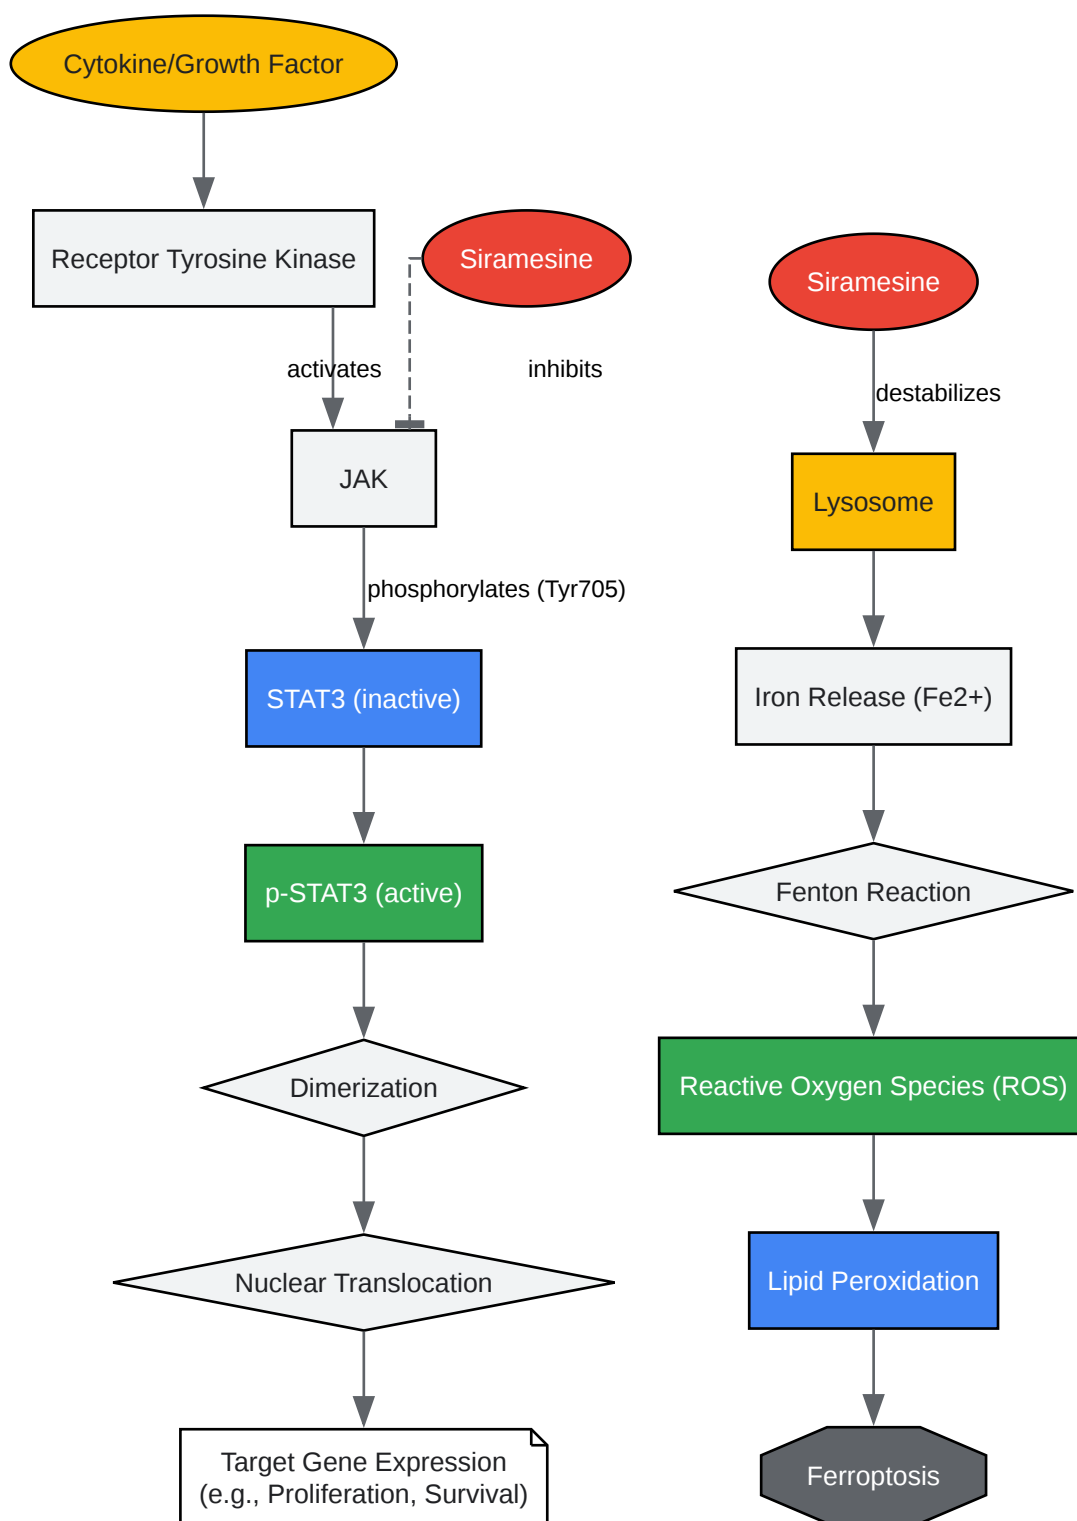 Cytokine/Growth Factor
Receptor Tyrosine Kinase
Siramesine
activates
inhibits
JAK
phosphorylates (Tyr705)
STAT3 (inactive)
p-STAT3 (active)
Dimerization
Nuclear Translocation
Target Gene Expression
(e.g., Proliferation, Survival)
Siramesine
destabilizes
Lysosome
Iron Release (Fe2+)
Fenton Reaction
Reactive Oxygen Species (ROS)
Lipid Peroxidation
Ferroptosis